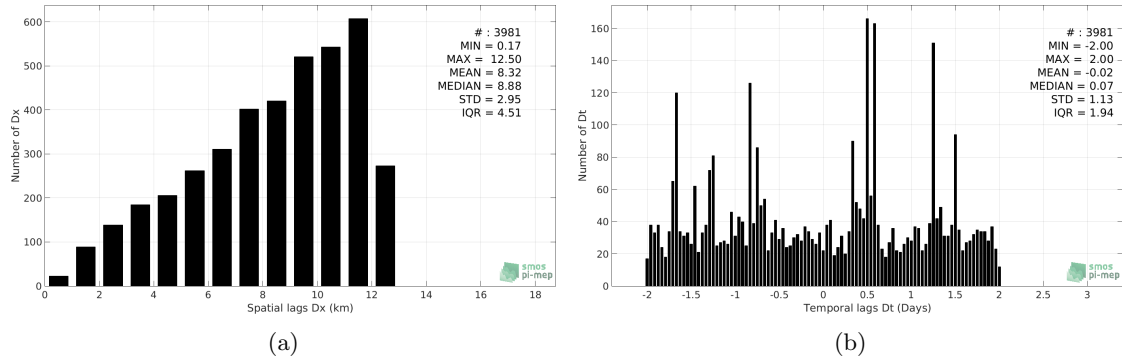 600
500
400
300
200
100
0
Number of Dx
# : 3981
MIN = 0.17
MAX = 12.50
MEAN = 8.32
MEDIAN = 8.88
STD = 2.95
IQR = 4.51
smos
pi-mep
0 2 4 6 8 10 12 14 16 18
Spatial lags Dx (km)
(a)
160
140
120
100
80
60
40
20
0
Number of Dt
# : 3981
MIN = -2.00
MAX = 2.00
MEAN = -0.02
MEDIAN = 0.07
STD = 1.13
IQR = 1.94
smos
pi-mep
-2 -1.5 -1 -0.5 0 0.5 1 1.5 2 2.5 3
Temporal lags Dt (Days)
(b)